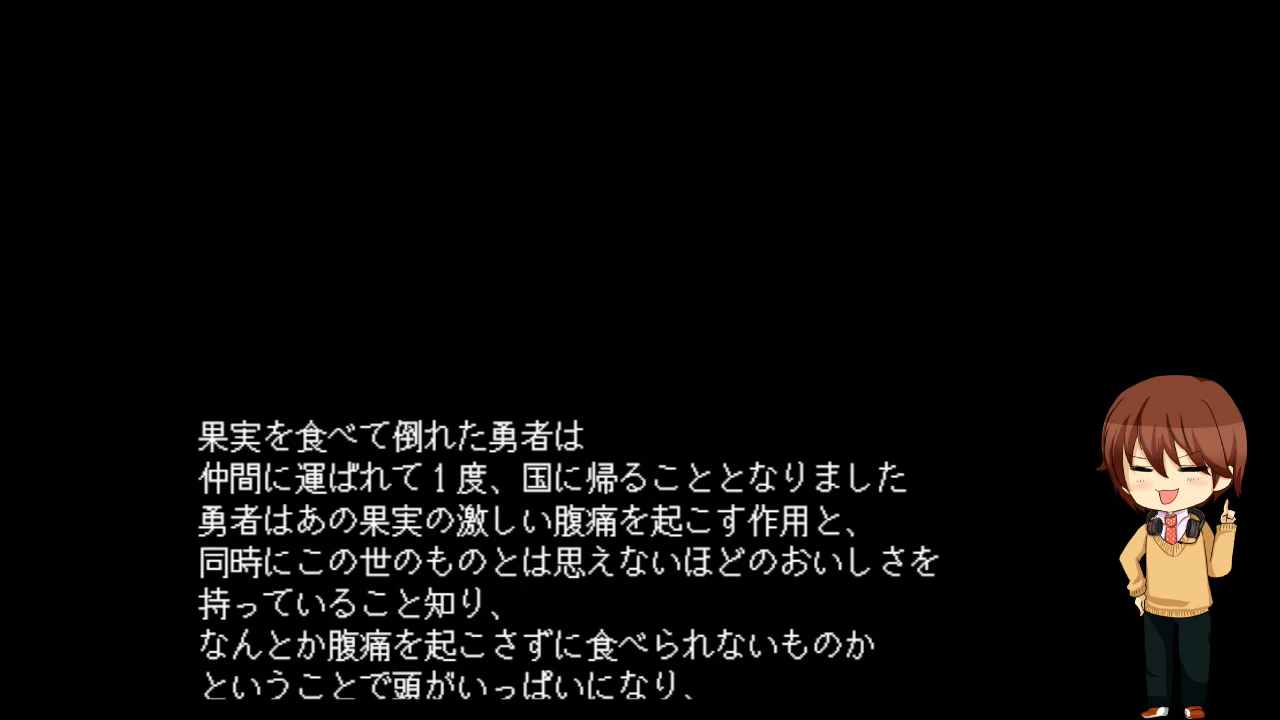 果実を食べて倒れた勇者は
仲間に運ばれて１度、国に帰ることとなりました
勇者はあの果実の激しい腹痛を起こす作用と、
同時にこの世のものとは思えないほどのおいしさを
持っていること知り、
なんとか腹痛を起こさずに食べられないものか
ということで頭がいっぱいになり、